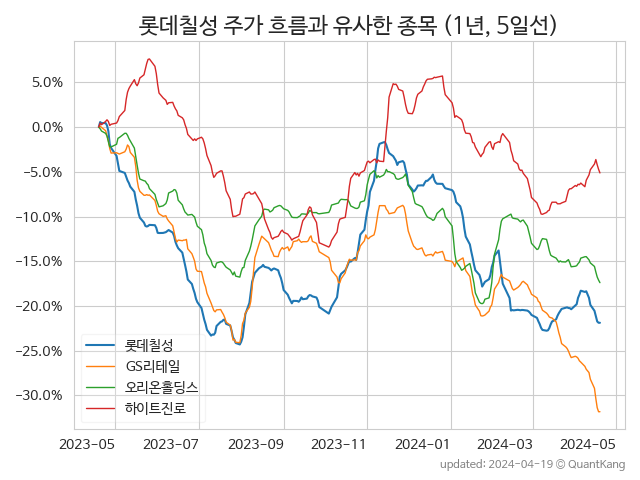 롯데칠성 주가 흐름과 유사한 종목 (1년, 5일선)
5.0%
0.0%
−5.0%
−10.0%
−15.0%
−20.0%
−25.0%
−30.0%
롯데칠성
GS리테일
오리온홀딩스
하이트진로
2023-05 2023-07 2023-09 2023-11 2024-01 2024-03 2024-05
updated: 2024-04-19 © QuantKang